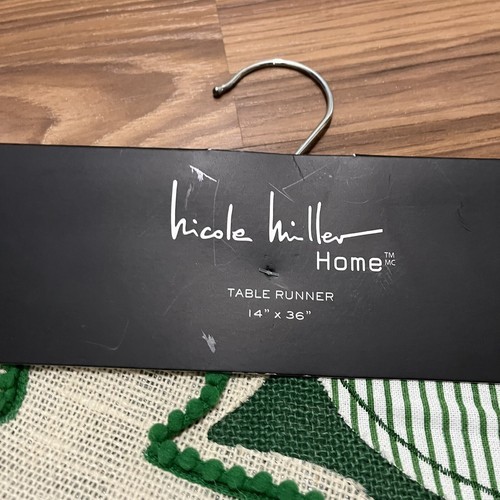 nicole miller
Home™ MC
TABLE RUNNER
14" x 36"